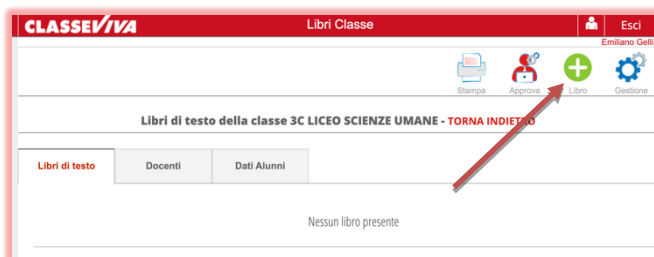 CLASSEVIVA Libri Classe Esci
Emiliano Gelli
Stampa Approva Libro Gestione
Libri di testo della classe 3C LICEO SCIENZE UMANE - TORNA INDIETRO
Libri di testo Docenti Dati Alunni
Nessun libro presente